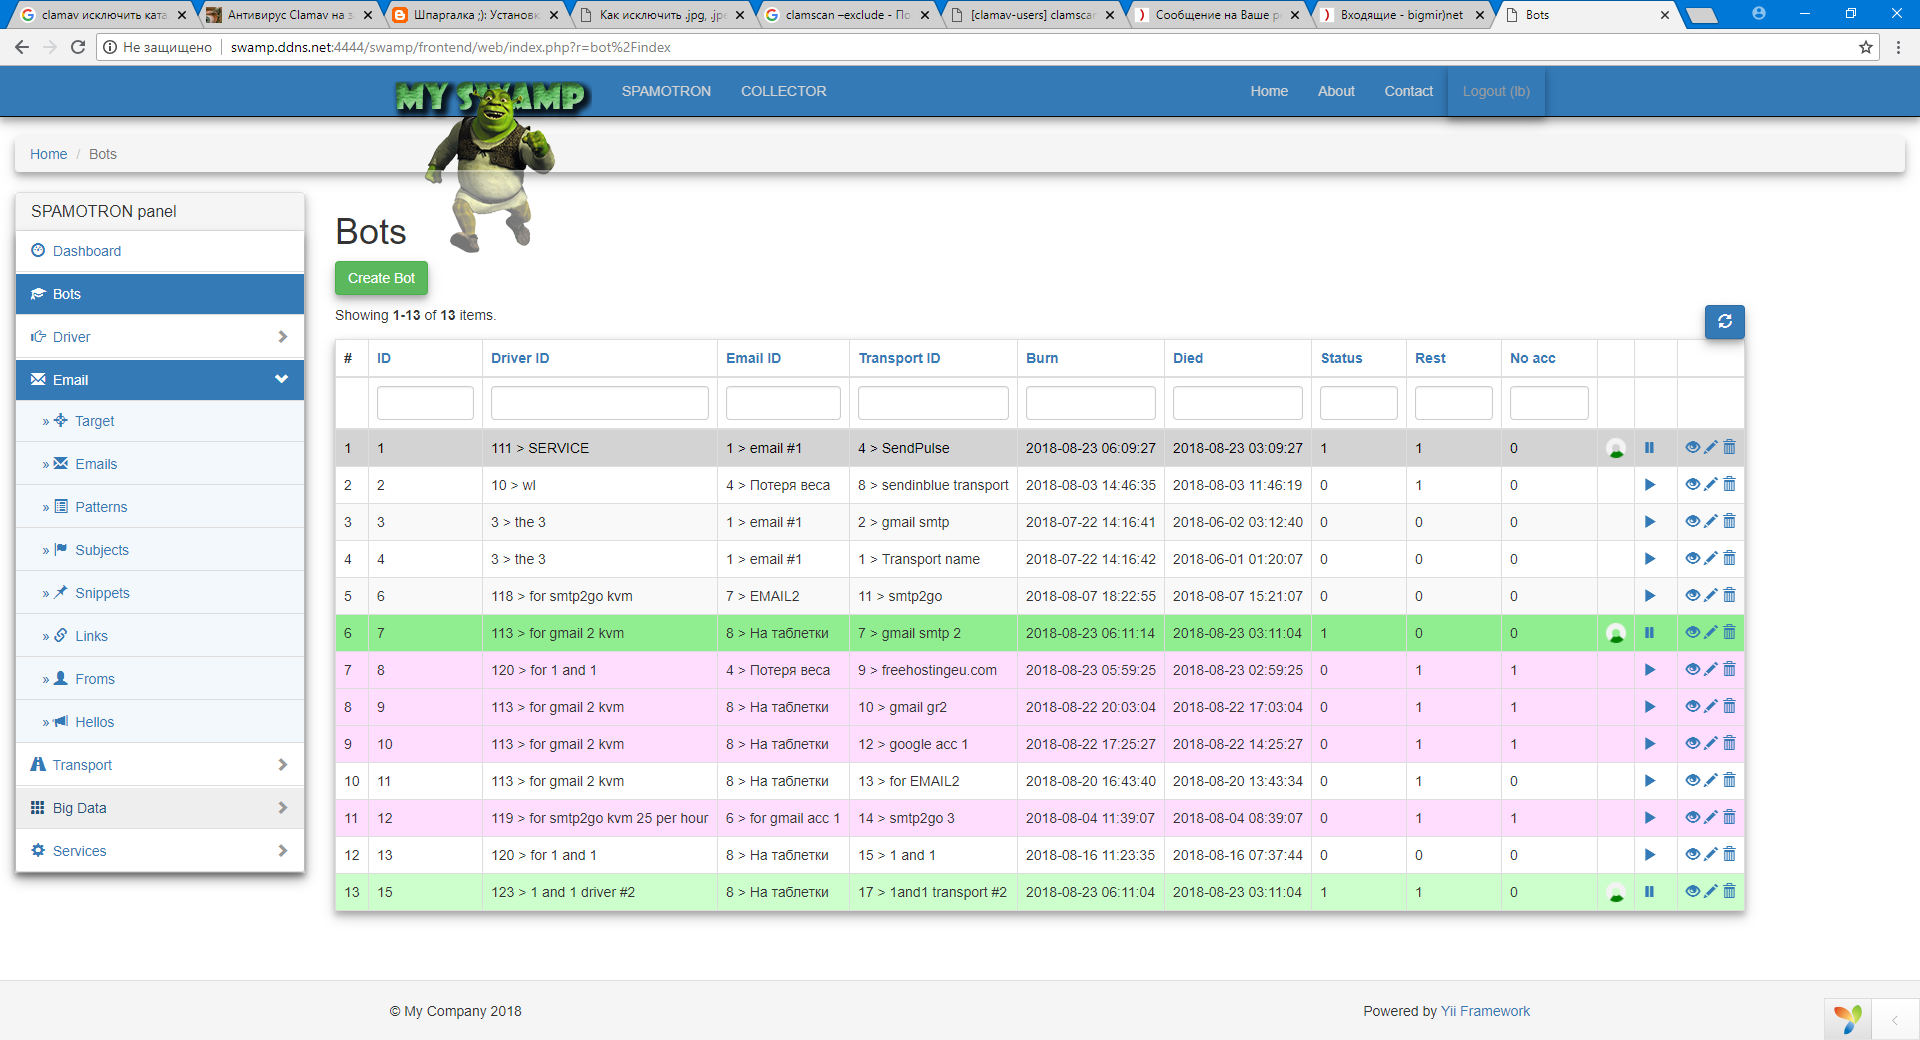 clamav исключить ката
Антивирус Clamav на з
Шпаргалка ;): Установк
Как исключить .jpg, .jpe
clamscan –exclude - По
[clamav-users] clamscan
Сообщение на Ваше р
Входящие - bigmir)net
Bots
Не защищено swamp.ddns.net:4444/swamp/frontend/web/index.php?r=bot%2Findex
MY SWAMP SPAMOTRON COLLECTOR Home About Contact Logout (lb)
Home / Bots
SPAMOTRON panel
Dashboard
Bots
Driver
Email
» Target
» Emails
» Patterns
» Subjects
» Snippets
» Links
» Froms
» Hellos
Transport
Big Data
Services
Bots
Create Bot
Showing 1-13 of 13 items.
# ID Driver ID Email ID Transport ID Burn Died Status Rest No acc
1 1 111 > SERVICE 1 > email #1 4 > SendPulse 2018-08-23 06:09:27 2018-08-23 03:09:27 1 1 0
2 2 10 > wl 4 > Потеря веса 8 > sendinblue transport 2018-08-03 14:46:35 2018-08-03 11:46:19 0 1 0
3 3 3 > the 3 1 > email #1 2 > gmail smtp 2018-07-22 14:16:41 2018-06-02 03:12:40 0 0 0
4 4 3 > the 3 1 > email #1 1 > Transport name 2018-07-22 14:16:42 2018-06-01 01:20:07 0 0 0
5 6 118 > for smtp2go kvm 7 > EMAIL2 11 > smtp2go 2018-08-07 18:22:55 2018-08-07 15:21:07 0 0 0
6 7 113 > for gmail 2 kvm 8 > На таблетки 7 > gmail smtp 2 2018-08-23 06:11:14 2018-08-23 03:11:04 1 0 0
7 8 120 > for 1 and 1 4 > Потеря веса 9 > freehostingeu.com 2018-08-23 05:59:25 2018-08-23 02:59:25 0 1 1
8 9 113 > for gmail 2 kvm 8 > На таблетки 10 > gmail gr2 2018-08-22 20:03:04 2018-08-22 17:03:04 0 1 1
9 10 113 > for gmail 2 kvm 8 > На таблетки 12 > google acc 1 2018-08-22 17:25:27 2018-08-22 14:25:27 0 1 1
10 11 113 > for gmail 2 kvm 8 > На таблетки 13 > for EMAIL2 2018-08-20 16:43:40 2018-08-20 13:43:34 0 1 0
11 12 119 > for smtp2go kvm 25 per hour 6 > for gmail acc 1 14 > smtp2go 3 2018-08-04 11:39:07 2018-08-04 08:39:07 0 1 1
12 13 120 > for 1 and 1 8 > На таблетки 15 > 1 and 1 2018-08-16 11:23:35 2018-08-16 07:37:44 0 0 0
13 15 123 > 1 and 1 driver #2 8 > На таблетки 17 > 1and1 transport #2 2018-08-23 06:11:04 2018-08-23 03:11:04 1 1 0
© My Company 2018
Powered by Yii Framework